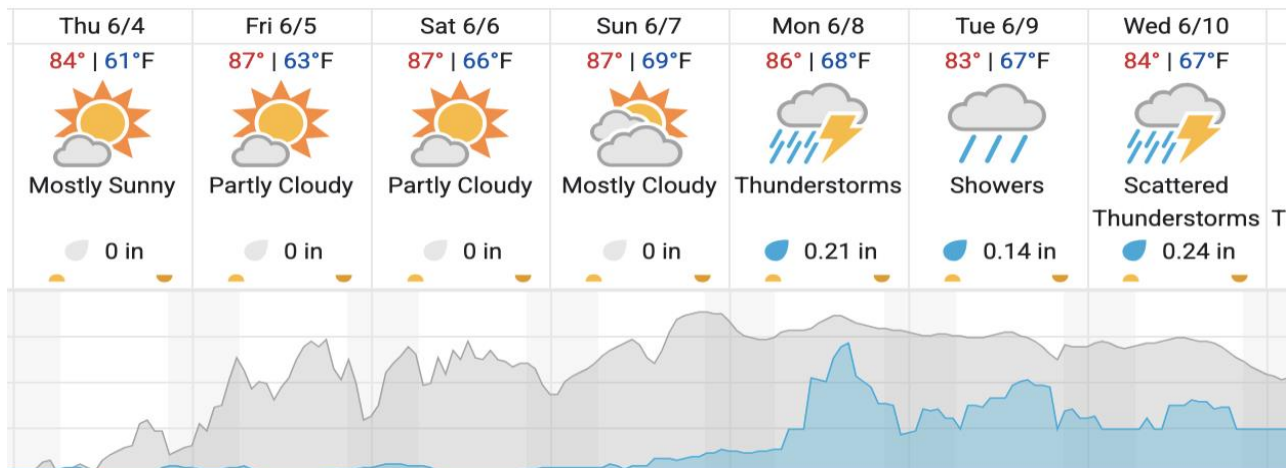 Thu 6/4
84° | 61°F
Mostly Sunny
0 in
Fri 6/5
87° | 63°F
Partly Cloudy
0 in
Sat 6/6
87° | 66°F
Partly Cloudy
0 in
Sun 6/7
87° | 69°F
Mostly Cloudy
0 in
Mon 6/8
86° | 68°F
Thunderstorms
0.21 in
Tue 6/9
83° | 67°F
Showers
0.14 in
Wed 6/10
84° | 67°F
Scattered
Thunderstorms
0.24 in
T